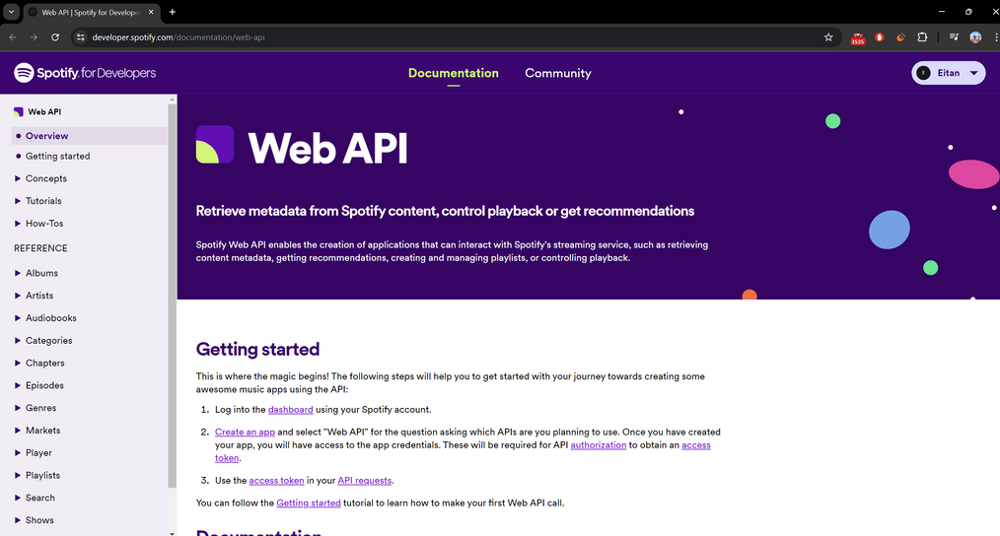 Web API | Spotify for Develope
developer.spotify.com/documentation/web-api
3535
Spotify for Developers
Documentation
Community
Eitan
Web API
Overview
Getting started
Concepts
Tutorials
How-Tos
REFERENCE
Albums
Artists
Audiobooks
Categories
Chapters
Episodes
Genres
Markets
Player
Playlists
Search
Shows
Web API
Retrieve metadata from Spotify content, control playback or get recommendations
Spotify Web API enables the creation of applications that can interact with Spotify's streaming service, such as retrieving
content metadata, getting recommendations, creating and managing playlists, or controlling playback.
Getting started
This is where the magic begins! The following steps will help you to get started with your journey towards creating some
awesome music apps using the API:
1. Log into the dashboard using your Spotify account.
2. Create an app and select "Web API" for the question asking which APIs are you planning to use. Once you have created
your app, you will have access to the app credentials. These will be required for API authorization to obtain an access
token.
3. Use the access token in your API requests.
You can follow the Getting started tutorial to learn how to make your first Web API call.
Documentation